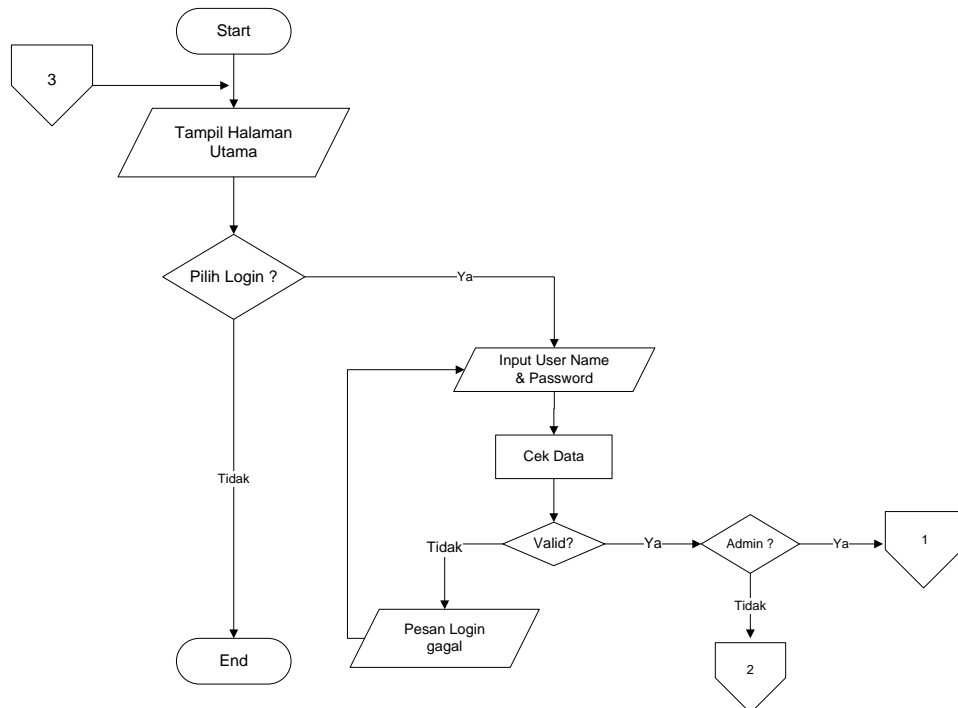 Start
3
Tampil Halaman
Utama
Pilih Login ?
Ya
Input User Name
& Password
Cek Data
Tidak
Valid?
Tidak
Ya
Admin ?
Ya
1
Tidak
Pesan Login
gagal
End
2